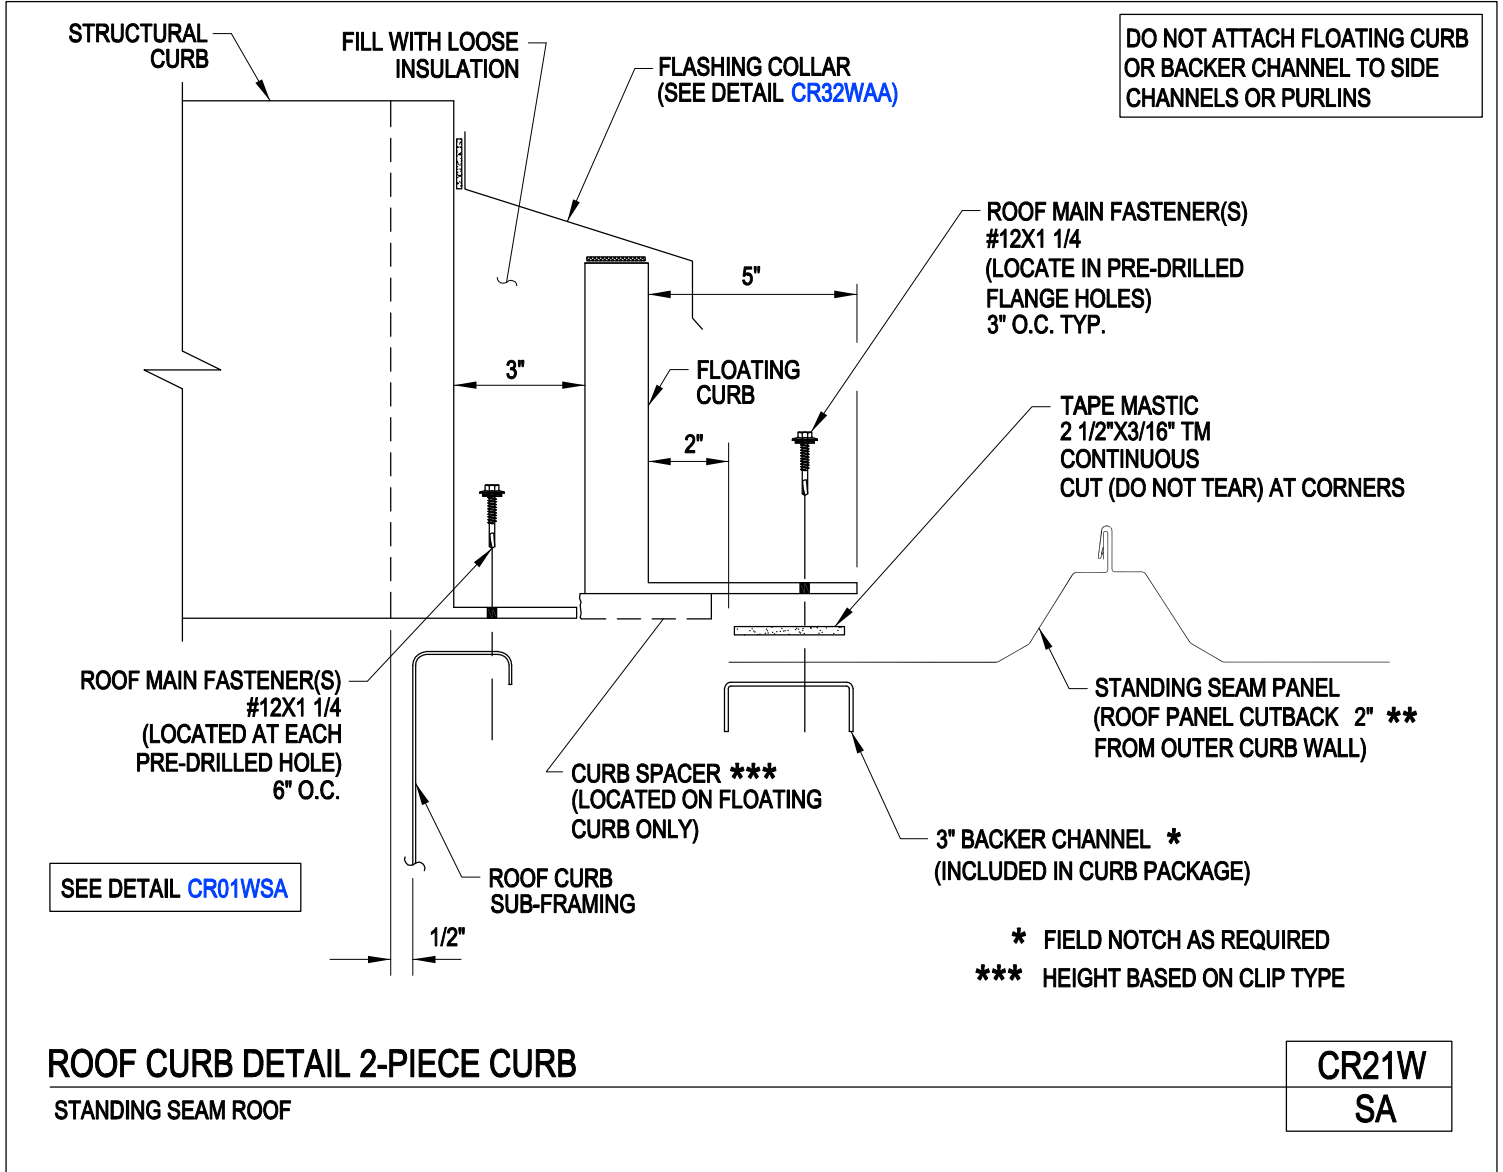 STRUCTURAL
CURB
FILL WITH LOOSE
INSULATION
FLASHING COLLAR
(SEE DETAIL CR32WAA)
DO NOT ATTACH FLOATING CURB
OR BACKER CHANNEL TO SIDE
CHANNELS OR PURLINS
ROOF MAIN FASTENER(S)
#12X1 1/4
(LOCATE IN PRE-DRILLED
FLANGE HOLES)
3" O.C. TYP.
5"
3"
FLOATING
CURB
2"
TAPE MASTIC
2 1/2"X3/16" TM
CONTINUOUS
CUT (DO NOT TEAR) AT CORNERS
ROOF MAIN FASTENER(S)
#12X1 1/4
(LOCATED AT EACH
PRE-DRILLED HOLE)
6" O.C.
STANDING SEAM PANEL
(ROOF PANEL CUTBACK 2" **
FROM OUTER CURB WALL)
CURB SPACER ***
(LOCATED ON FLOATING
CURB ONLY)
3" BACKER CHANNEL *
(INCLUDED IN CURB PACKAGE)
SEE DETAIL CR01WSA
ROOF CURB
SUB-FRAMING
1/2"
* FIELD NOTCH AS REQUIRED
*** HEIGHT BASED ON CLIP TYPE
ROOF CURB DETAIL 2-PIECE CURB
STANDING SEAM ROOF
CR21W
SA